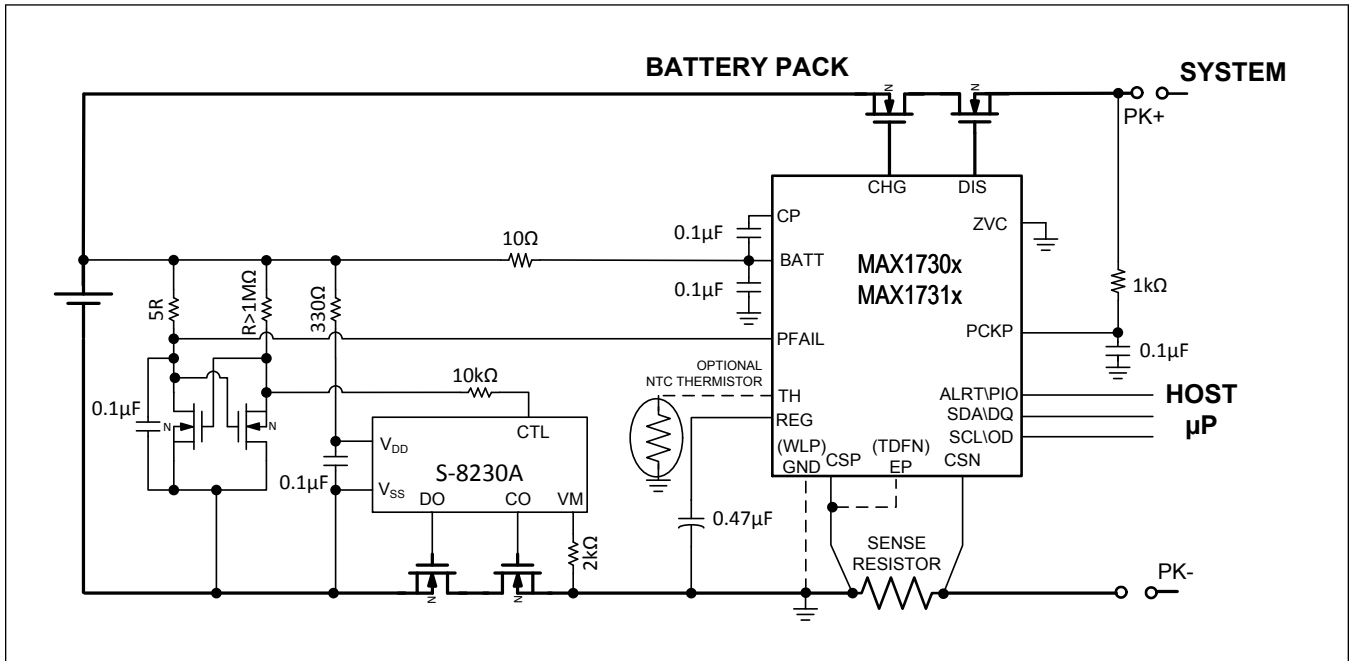 BATTERY PACK
SYSTEM
N
N
PK+
CHG
DIS
CP
ZVC
0.1µF
10Ω
BATT
MAX1730x
MAX1731x
0.1µF
1kΩ
5R
R>1MΩ
330Ω
PFAIL
PCKP
0.1µF
OPTIONAL
NTC THERMISTOR
10kΩ
TH
ALRT\PIO
HOST
0.1µF
N
N
REG
SDA\DQ
µP
CTL
SCL\OD
VDD
(WLP)
(TDFN)
S-8230A
GND
CSP
EP
CSN
0.1µF
VSS
DO
CO
VM
0.47µF
2kΩ
SENSE
RESISTOR
PK-
N
N